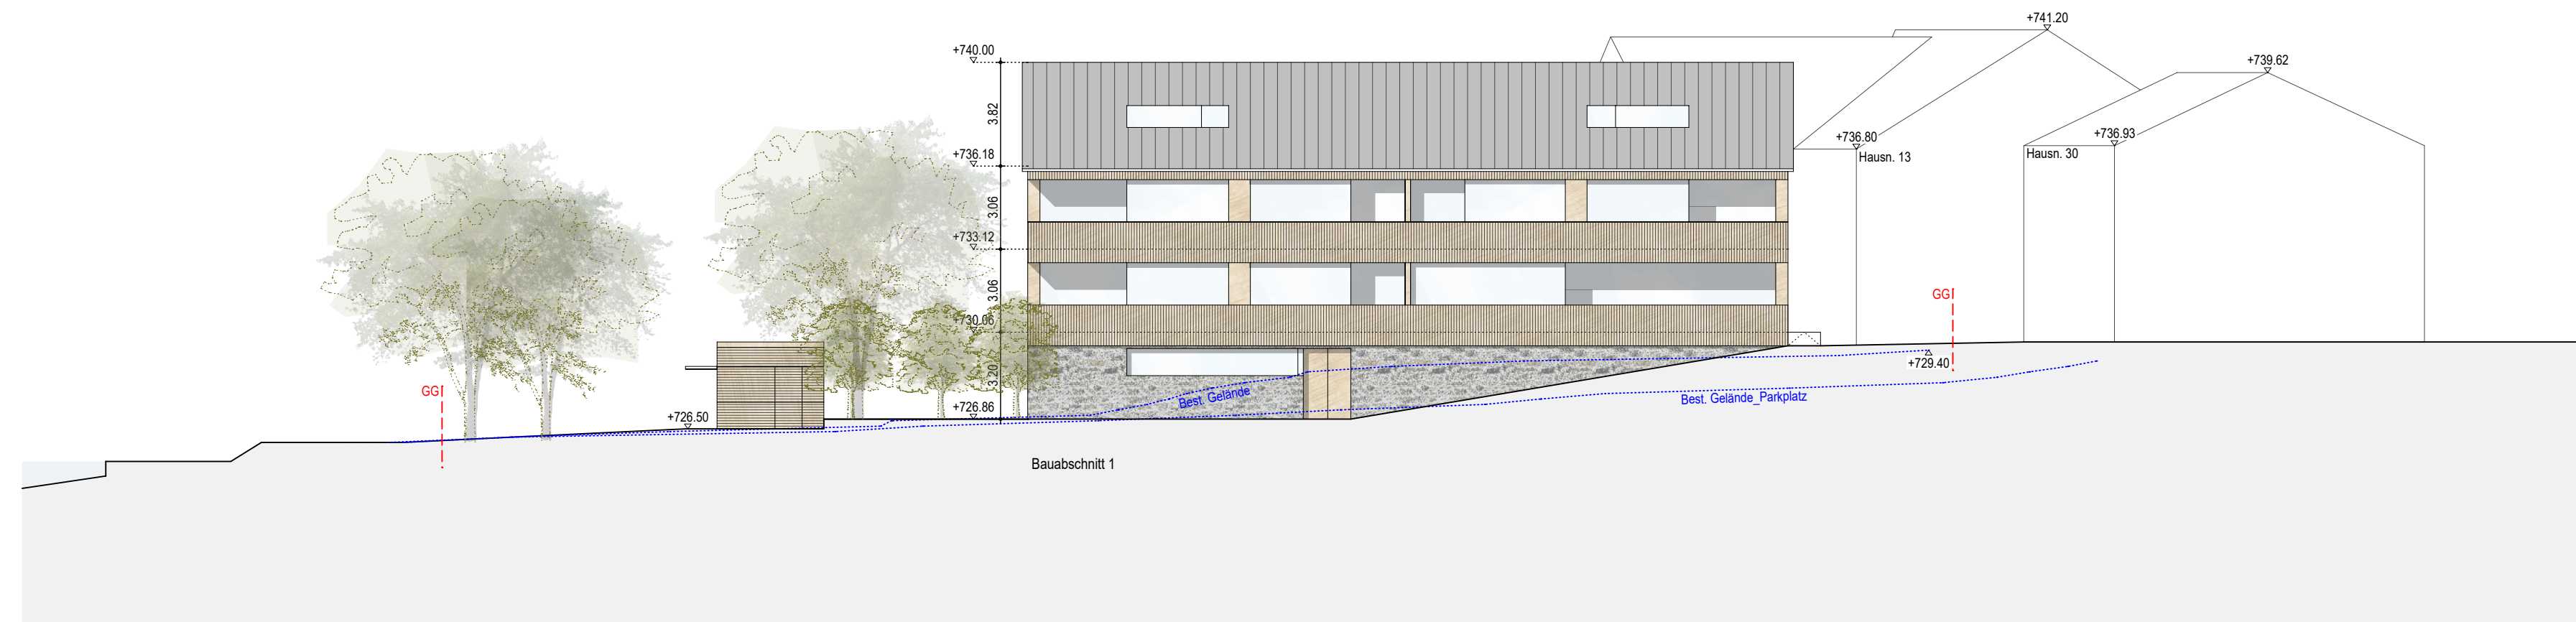 +741.20
+740.00
+739.62
3.82
+736.80
Hausn. 13
+736.93
Hausn. 30
+736.18
3.06
+733.12
3.06
+730.06
GG
+729.40
3.20
GG
Best. Gelände
Best. Gelände_Parkplatz
+726.86
+726.50
Bauabschnitt 1